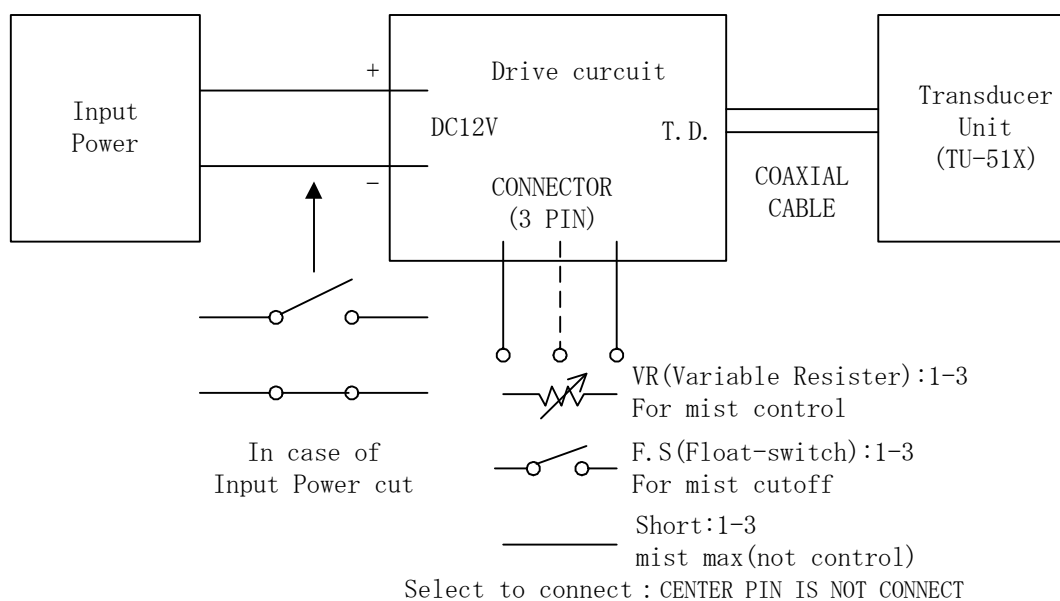 Input
Power
+
−
Drive curcuit
DC12V
T.D.
CONNECTOR
(3 PIN)
COAXIAL
CABLE
Transducer
Unit
(TU-51X)
In case of
Input Power cut
VR(Variable Resister):1-3
For mist control
F.S(Float-switch):1-3
For mist cutoff
Short:1-3
mist max(not control)
Select to connect : CENTER PIN IS NOT CONNECT